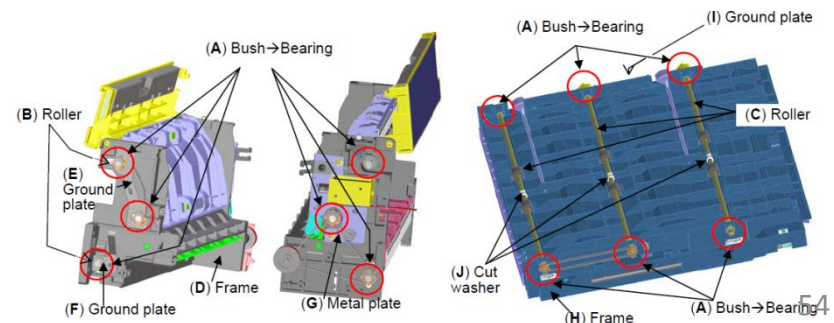 (A) Bush→Bearing
(B) Roller
(E)
Ground
plate
(F) Ground plate
(D) Frame
(G) Metal plate
(I) Ground plate
(A) Bush→Bearing
(C) Roller
(J) Cut
washer
(H) Frame
(A) Bush→Bearing
54